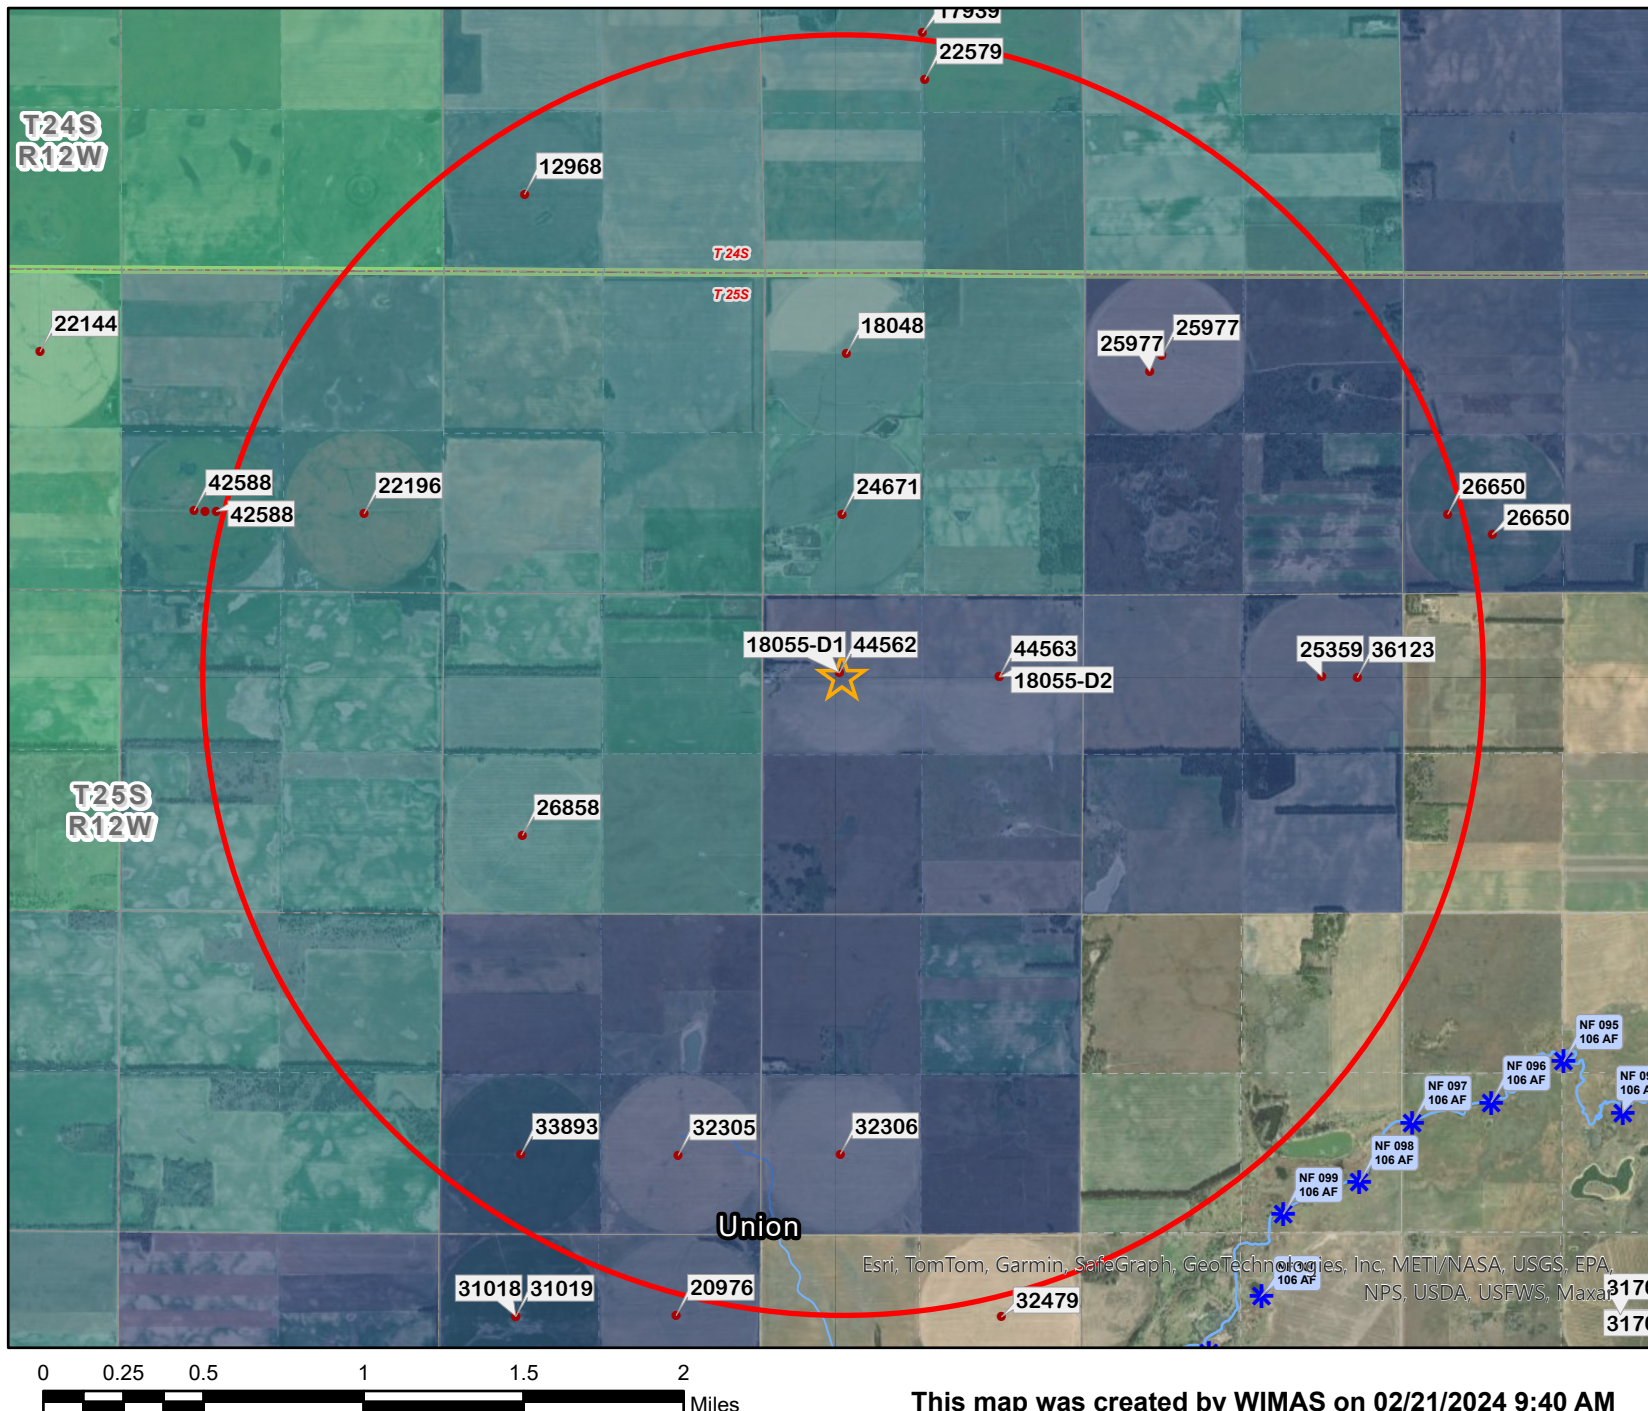 17939
22579
T24S
R12W
12968
T 24S
T 25S
22144
18048
25977
25977
42588
42588
22196
24671
26650
26650
18055-D1
44562
44563
18055-D2
25359
36123
T25S
R12W
26858
NF 095
106 AF
NF 096
106 AF
NF 097
106 AF
NF 098
106 AF
NF 099
106 AF
33893
32305
32306
Union
Esri, TomTom, Garmin, SafeGraph, GeoTechnologies, Inc, METI/NASA, USGS, EPA,
NPS, USDA, USFWS, Maxar
106 AF
31018
31019
20976
32479
0 0.25 0.5 1 1.5 2
Miles
This map was created by WIMAS on 02/21/2024 9:40 AM